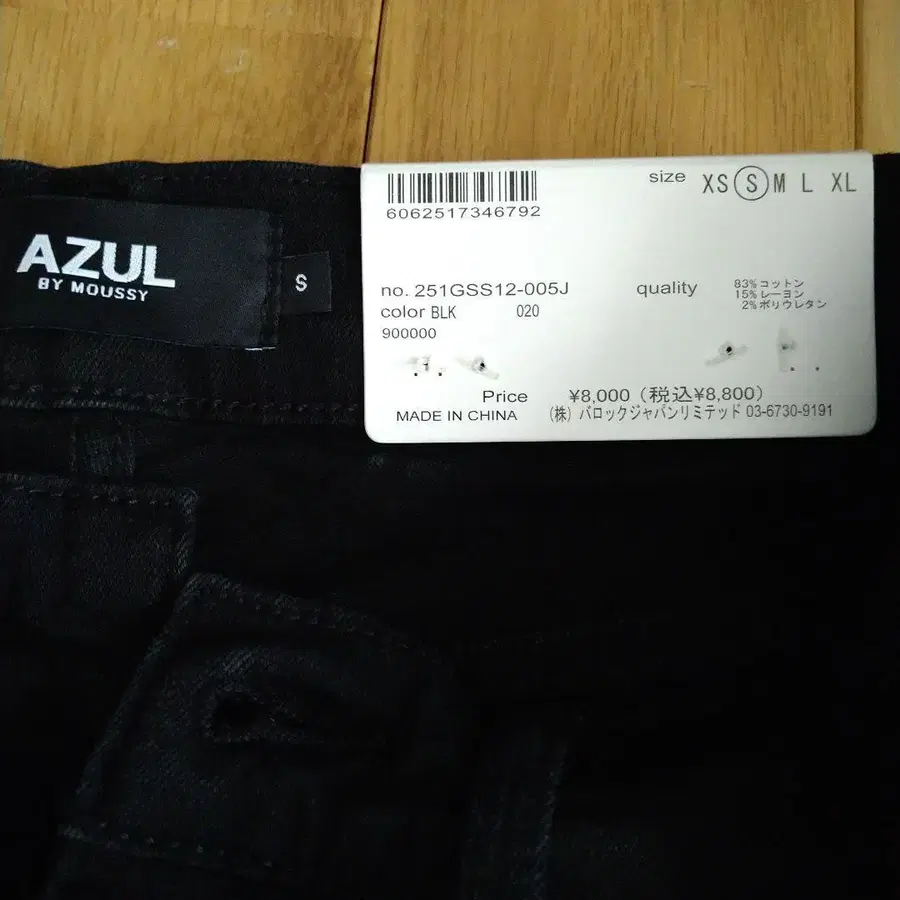 AZUL
BY MOUSSY
S
6062517346792
size XS S M L XL
no. 251GSS12-005J
color BLK 020
900000
quality 83%コットン
15%レーヨン
2%ポリウレタン
Price ¥8,000（税込¥8,800）
MADE IN CHINA (株) バロックジャパンリミテッド 03-6730-9191